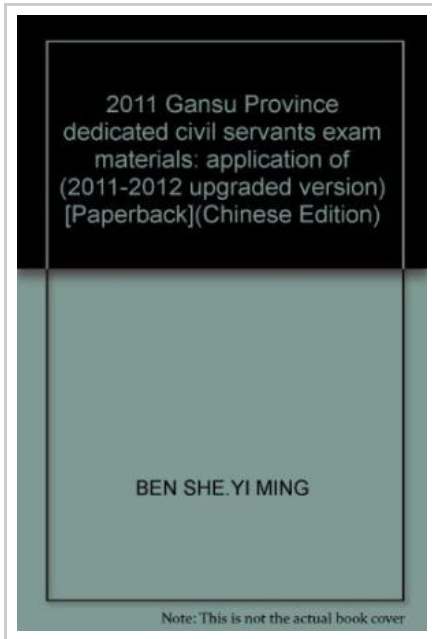 2011 Gansu Province
dedicated civil servants exam
materials: application of
(2011-2012 upgraded version)
[Paperback](Chinese Edition)
BEN SHE.YI MING
Note: This is not the actual book cover